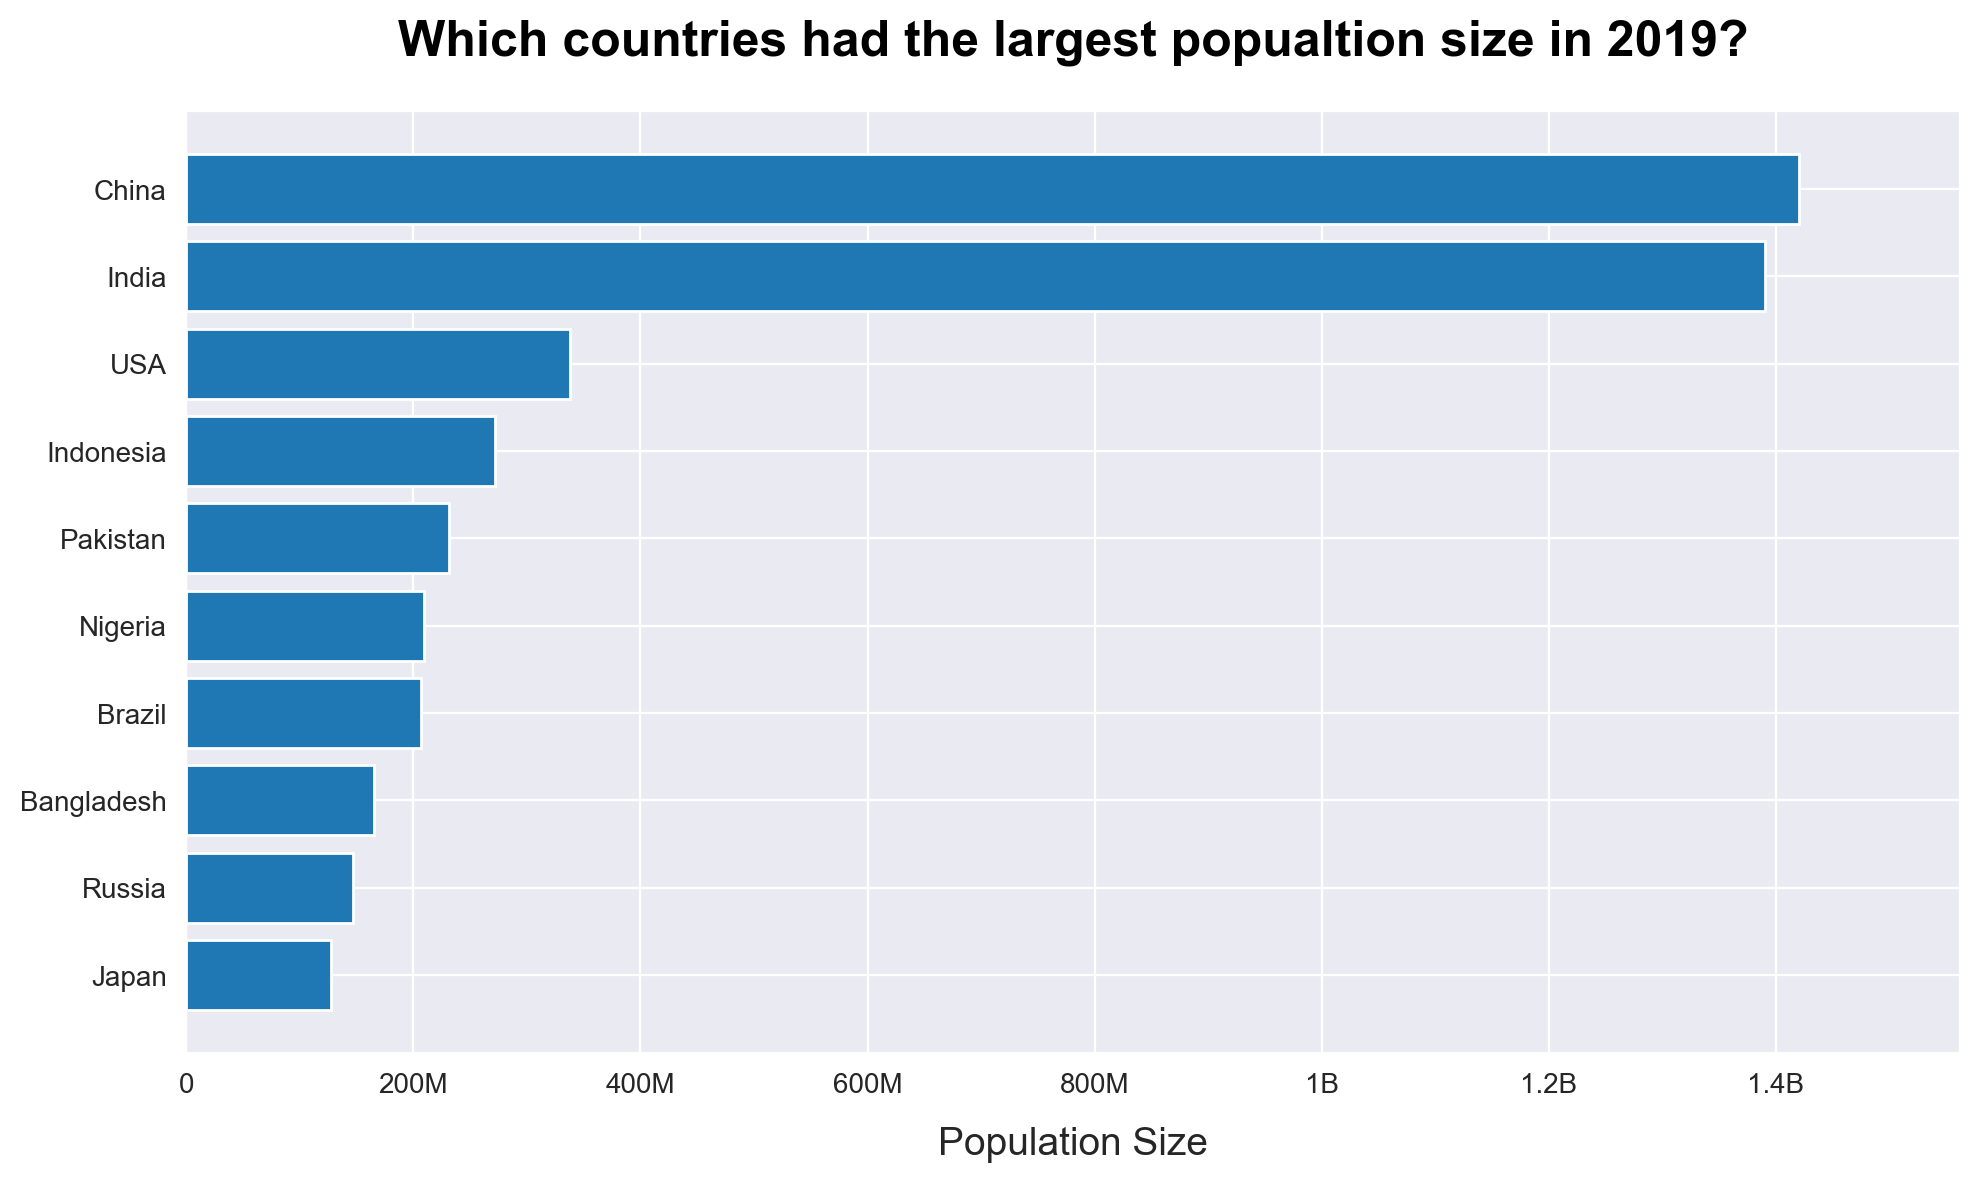 Which countries had the largest popualtion size in 2019?
China
India
USA
Indonesia
Pakistan
Nigeria
Brazil
Bangladesh
Russia
Japan
0 200M 400M 600M 800M 1B 1.2B 1.4B
Population Size